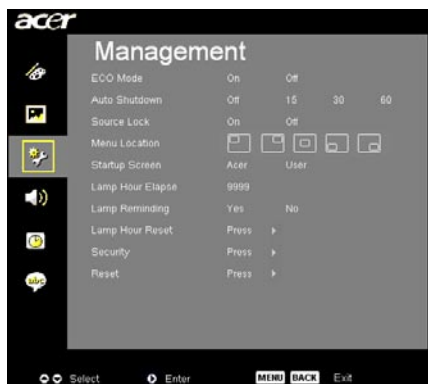 acer
Management
ECO Mode On Off
Auto Shutdown Off 15 30 60
Source Lock On Off
Menu Location
Startup Screen Acer User
Lamp Hour Elapse 9999
Lamp Reminding Yes No
Lamp Hour Reset Press
Security Press
Reset Press
abc
Select Enter MENU BACK Exit